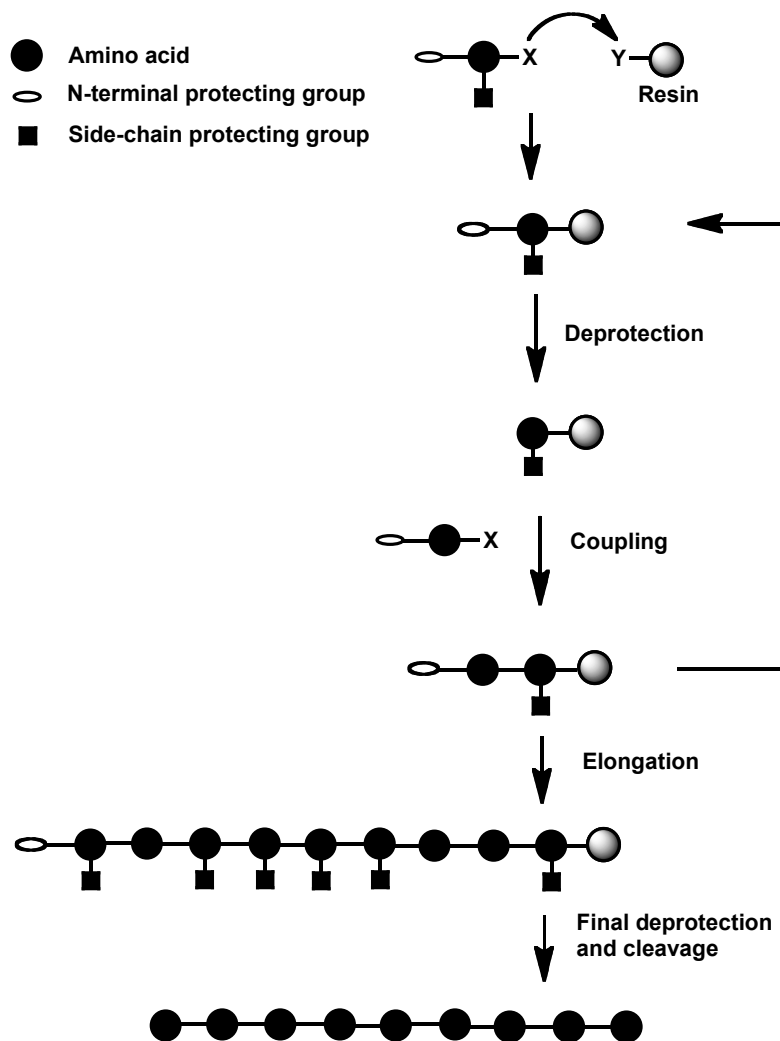 Amino acid
N-terminal protecting group
Side-chain protecting group
X
Y
Resin
Deprotection
X
Coupling
Elongation
Final deprotection
and cleavage